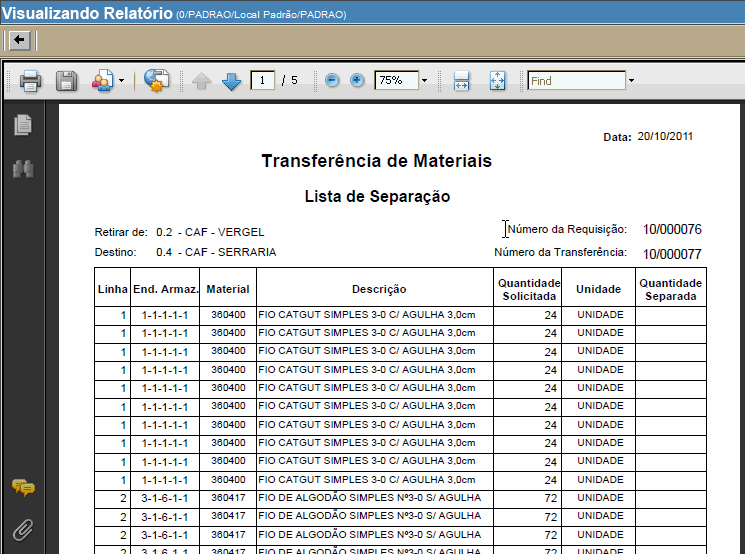 Visualizando Relatório (0/PADRAO/Local Padrão/PADRAO)
1 / 5 75% Find
Data: 20/10/2011
Transferência de Materiais
Lista de Separação
Retirar de: 0.2 - CAF - VERGEL Número da Requisição: 10/000076
Destino: 0.4 - CAF - SERRARIA Número da Transferência: 10/000077
Linha End. Armaz. Material Descrição Quantidade Solicitada Unidade Quantidade Separada
1 1-1-1-1-1 360400 FIO CATGUT SIMPLES 3-0 C/ AGULHA 3,0cm 24 UNIDADE
1 1-1-1-1-1 360400 FIO CATGUT SIMPLES 3-0 C/ AGULHA 3,0cm 24 UNIDADE
1 1-1-1-1-1 360400 FIO CATGUT SIMPLES 3-0 C/ AGULHA 3,0cm 24 UNIDADE
1 1-1-1-1-1 360400 FIO CATGUT SIMPLES 3-0 C/ AGULHA 3,0cm 24 UNIDADE
1 1-1-1-1-1 360400 FIO CATGUT SIMPLES 3-0 C/ AGULHA 3,0cm 24 UNIDADE
1 1-1-1-1-1 360400 FIO CATGUT SIMPLES 3-0 C/ AGULHA 3,0cm 24 UNIDADE
1 1-1-1-1-1 360400 FIO CATGUT SIMPLES 3-0 C/ AGULHA 3,0cm 24 UNIDADE
1 1-1-1-1-1 360400 FIO CATGUT SIMPLES 3-0 C/ AGULHA 3,0cm 24 UNIDADE
1 1-1-1-1-1 360400 FIO CATGUT SIMPLES 3-0 C/ AGULHA 3,0cm 24 UNIDADE
1 1-1-1-1-1 360400 FIO CATGUT SIMPLES 3-0 C/ AGULHA 3,0cm 24 UNIDADE
2 3-1-6-1-1 360417 FIO DE ALGODÃO SIMPLES Nº3-0 S/ AGULHA 72 UNIDADE
2 3-1-6-1-1 360417 FIO DE ALGODÃO SIMPLES Nº3-0 S/ AGULHA 72 UNIDADE
2 3-1-6-1-1 360417 FIO DE ALGODÃO SIMPLES Nº3-0 S/ AGULHA 72 UNIDADE
2 3-1-6-1-1 360417 FIO DE ALGODÃO SIMPLES Nº3-0 S/ AGULHA 72 UNIDADE